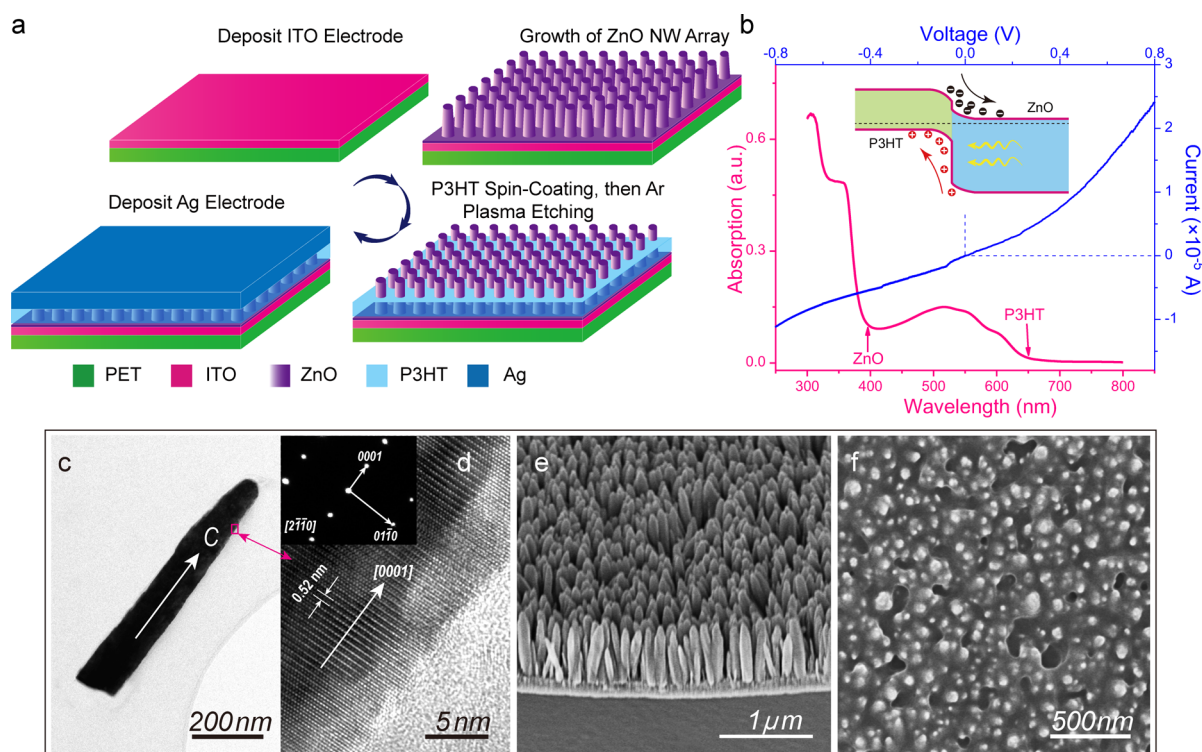 a
Deposit ITO Electrode
Growth of ZnO NW Array
Deposit Ag Electrode
P3HT Spin-Coating, then Ar
Plasma Etching
PET
ITO
ZnO
P3HT
Ag
b
Voltage (V)
-0.8
-0.4
0.0
0.4
0.8
Absorption (a.u.)
0.6
0.3
0.0
Current (×10⁻⁵ A)
3
2
1
0
-1
ZnO
P3HT
ZnO
P3HT
300
400
500
600
700
800
Wavelength (nm)
c
C
200nm
d
0001
[2110]
0110
0.52 nm
[0001]
5nm
e
1µm
f
500nm